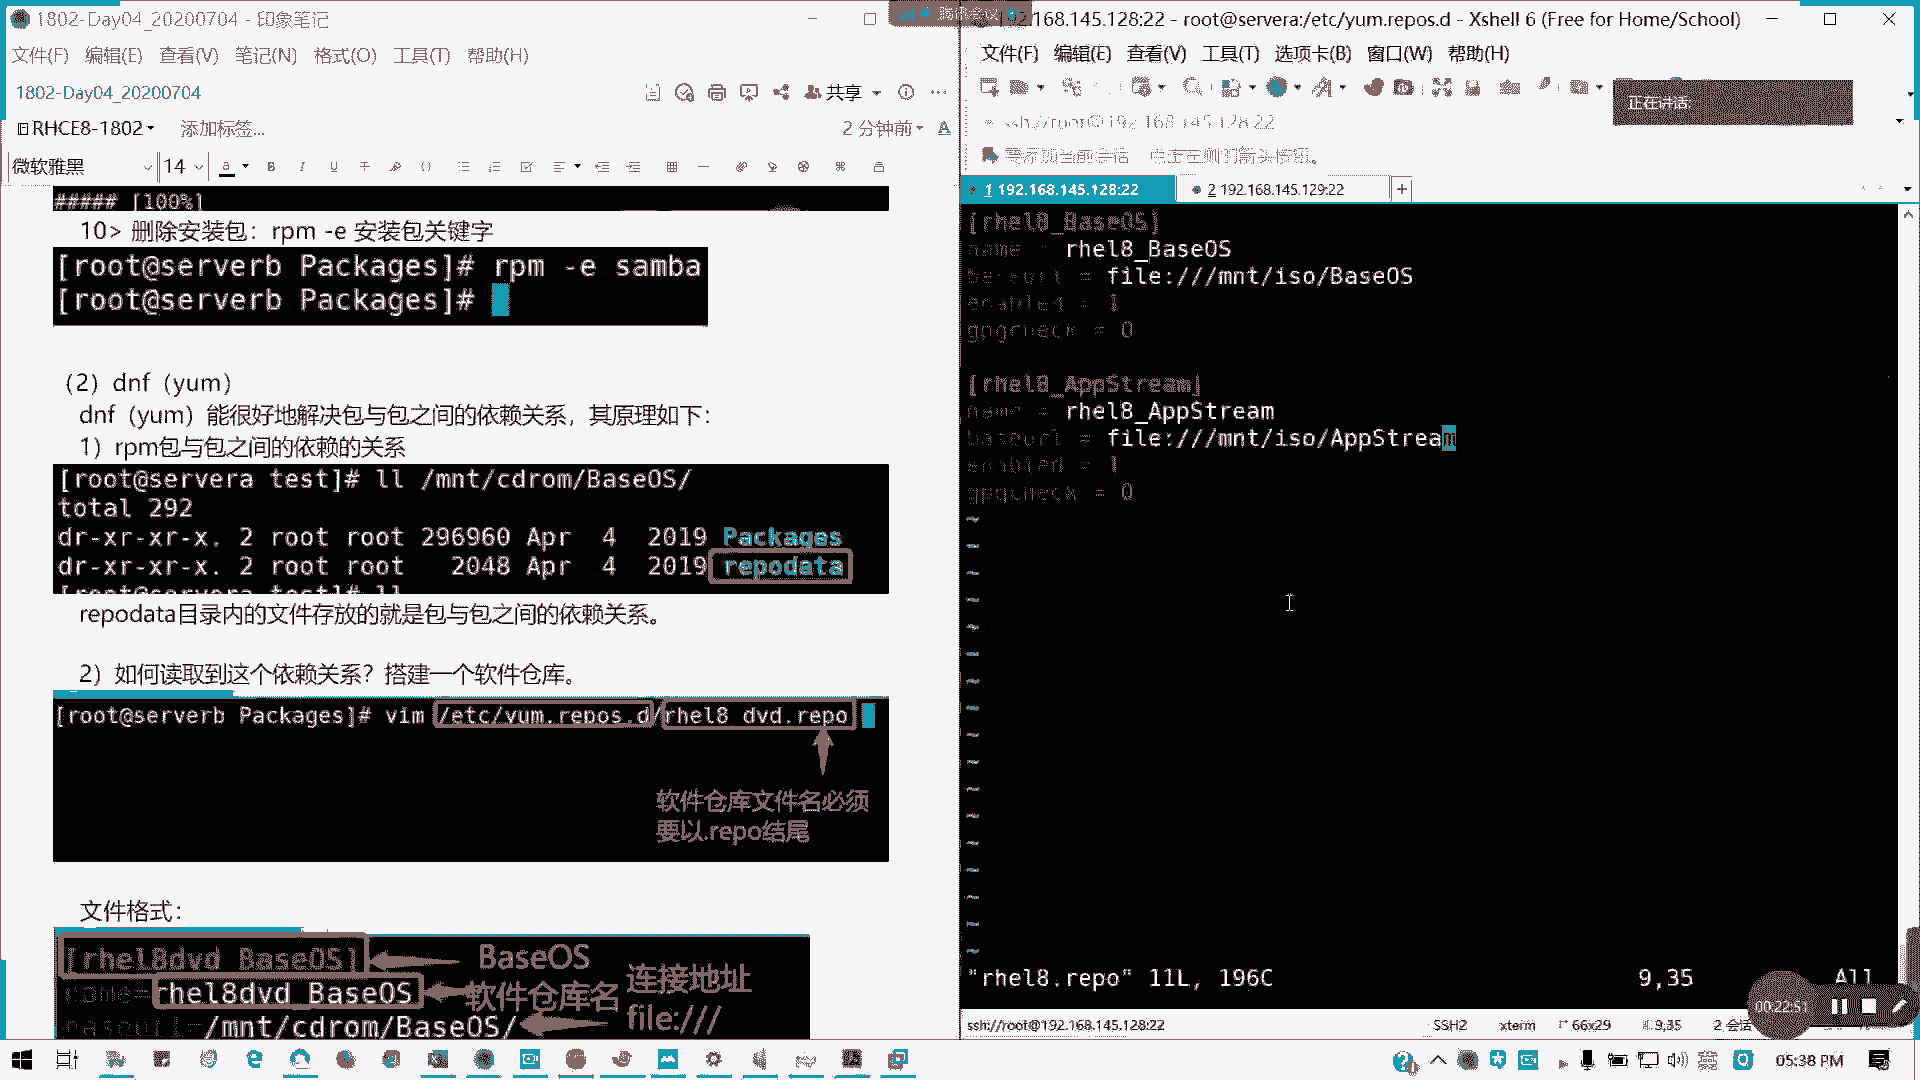 1802-Day04_20200704 - 印象笔记
文件(F) 编辑(E) 查看(V) 笔记(N) 格式(O) 工具(T) 帮助(H)
1802-Day04_20200704
共享
RHCE8-1802
添加标签...
2 分钟前
微软雅黑
14
##### [100%]
10> 删除安装包：rpm -e 安装包关键字
[root@serverb Packages]# rpm -e samba
[root@serverb Packages]#
（2）dnf（yum）
dnf（yum）能很好地解决包与包之间的依赖关系，其原理如下：
1）rpm包与包之间的依赖的关系
[root@servera test]# ll /mnt/cdrom/BaseOS/
total 292
dr-xr-xr-x. 2 root root 296960 Apr 4 2019 Packages
dr-xr-xr-x. 2 root root 2048 Apr 4 2019 repodata
repodata目录内的文件存放的就是包与包之间的依赖关系。
2）如何读取到这个依赖关系？搭建一个软件仓库。
[root@serverb Packages]# vim /etc/yum.repos.d/rhel8_dvd.repo
软件仓库文件名必须
要以.repo结尾
文件格式：
[rhel8dvd_BaseOS]
BaseOS
name=rhel8dvd_BaseOS
软件仓库名
连接地址
baseurl=/mnt/cdrom/BaseOS/
file:///
腾讯会议
192.168.145.128:22 - root@servera:/etc/yum.repos.d - Xshell 6 (Free for Home/School)
文件(F) 编辑(E) 查看(V) 工具(T) 选项卡(B) 窗口(W) 帮助(H)
正在讲话:
ssh://root@192.168.145.128:22
要添加当前会话，点击左侧的箭头按钮。
1 192.168.145.128:22
2 192.168.145.129:22
[rhel8_BaseOS]
name = rhel8_BaseOS
baseurl = file:///mnt/iso/BaseOS
enabled = 1
gpgcheck = 0
[rhel8_AppStream]
name = rhel8_AppStream
baseurl = file:///mnt/iso/AppStream
enabled = 1
gpgcheck = 0
"rhel8.repo" 11L, 196C
9,35
All
00:22:51
ssh://root@192.168.145.128:22
SSH2
xterm
66x29
9,35
2 会话
英
05:38 PM